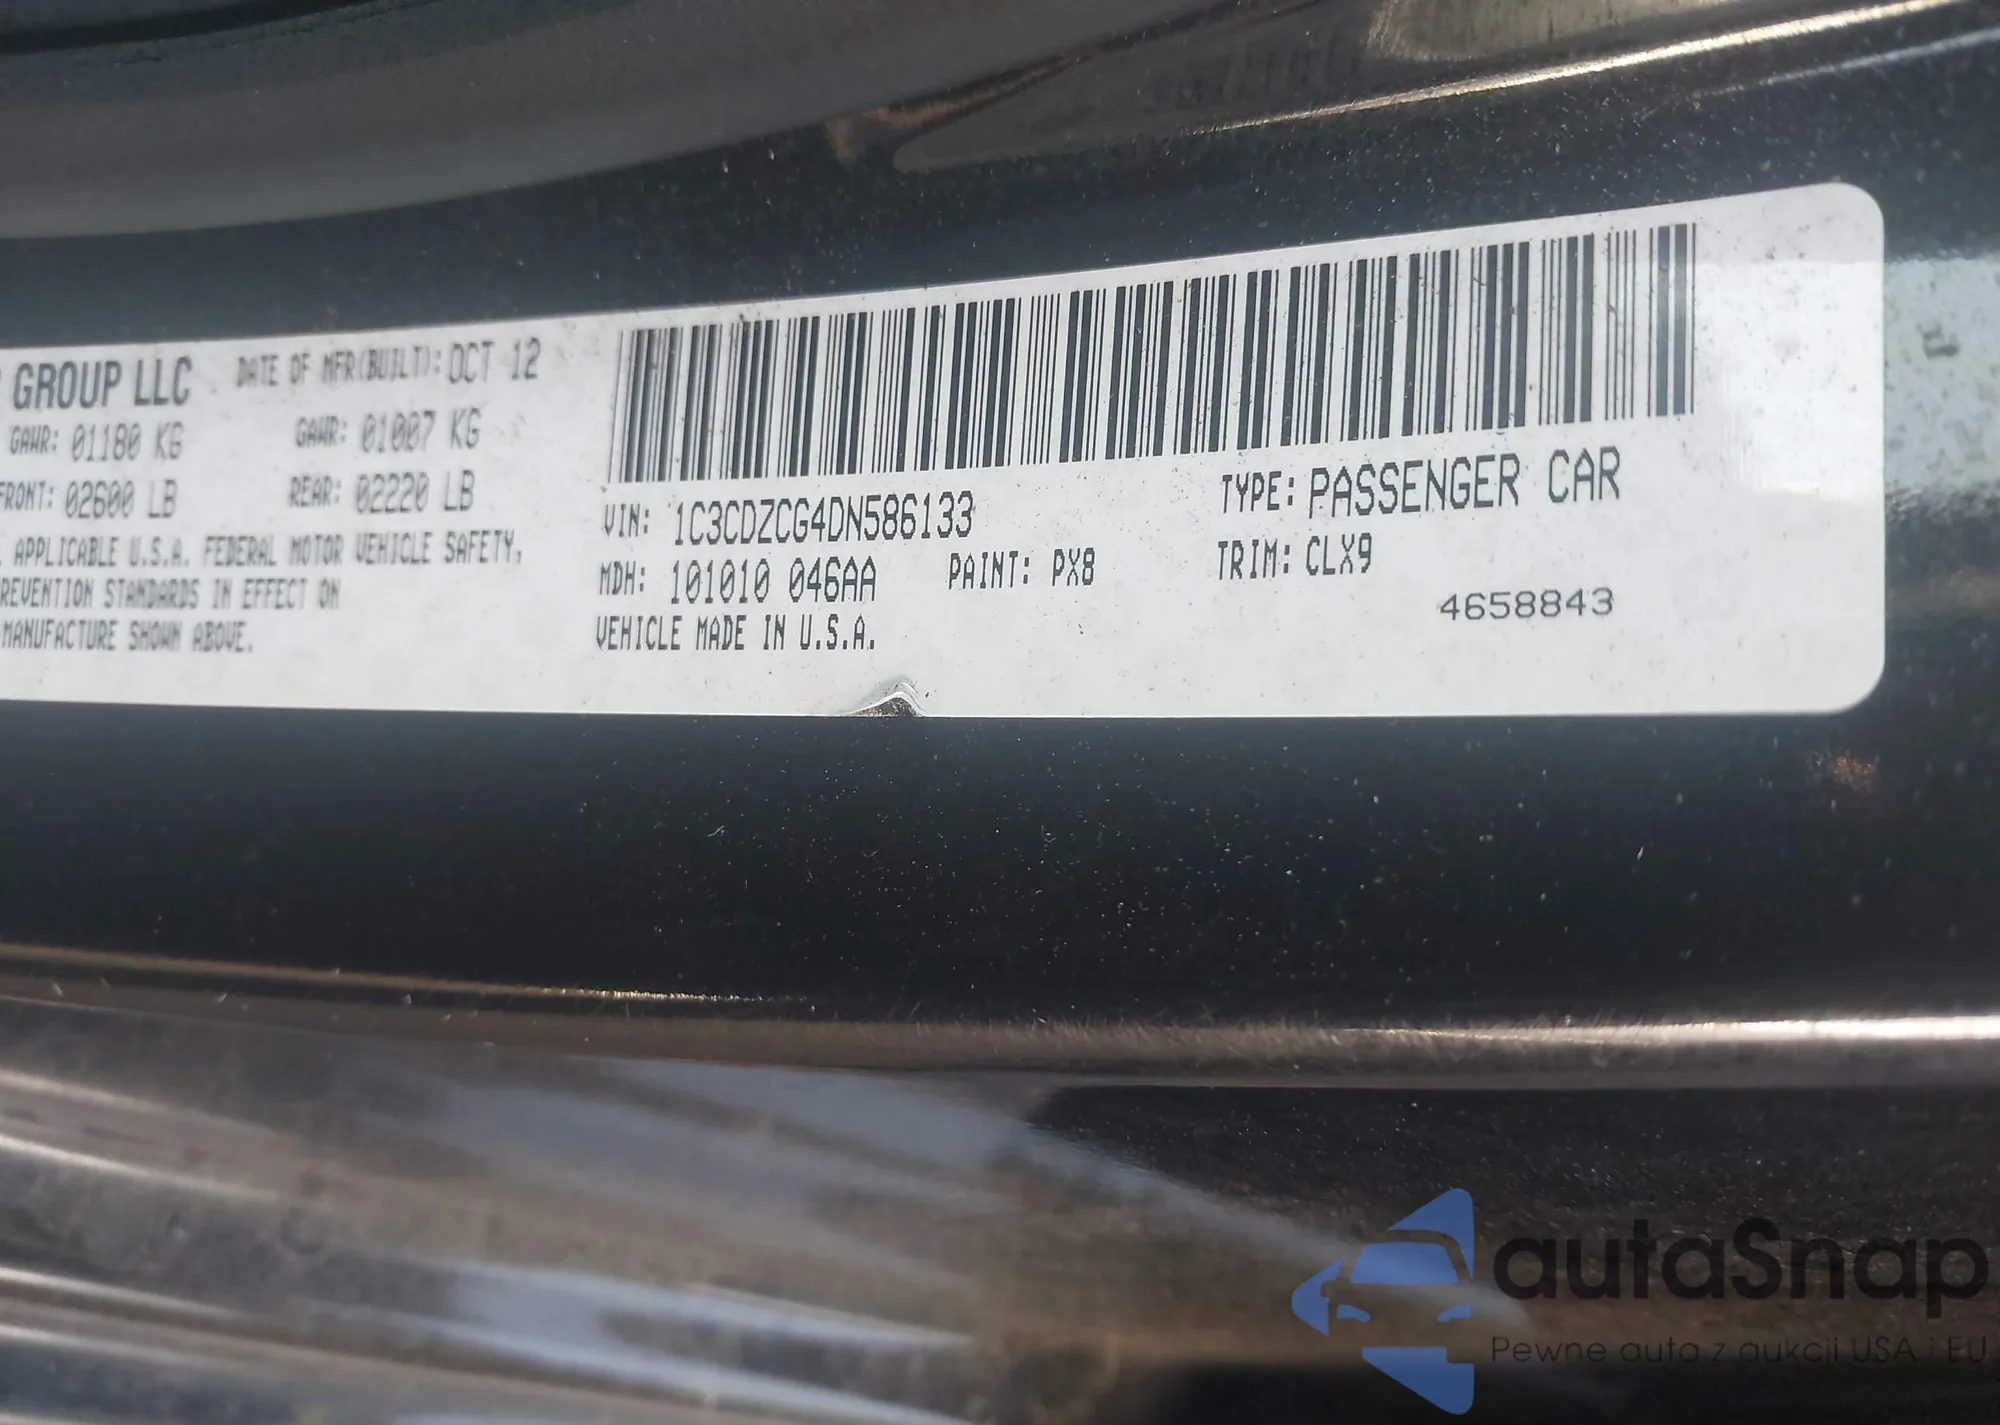 GROUP LLC DATE OF MFR(BUILT): OCT 12
GAWR: 01180 KG GAWR: 01007 KG
FRONT: 02600 LB REAR: 02220 LB
APPLICABLE U.S.A. FEDERAL MOTOR VEHICLE SAFETY,
REVENTION STANDARDS IN EFFECT ON
MANUFACTURE SHOWN ABOVE.
VIN: 1C3CDZCG4DN586133 TYPE: PASSENGER CAR
MDH: 101010 046AA PAINT: PX8 TRIM: CLX9
VEHICLE MADE IN U.S.A. 4658843
autaSnap
Pewne auta z aukcji USA i EU